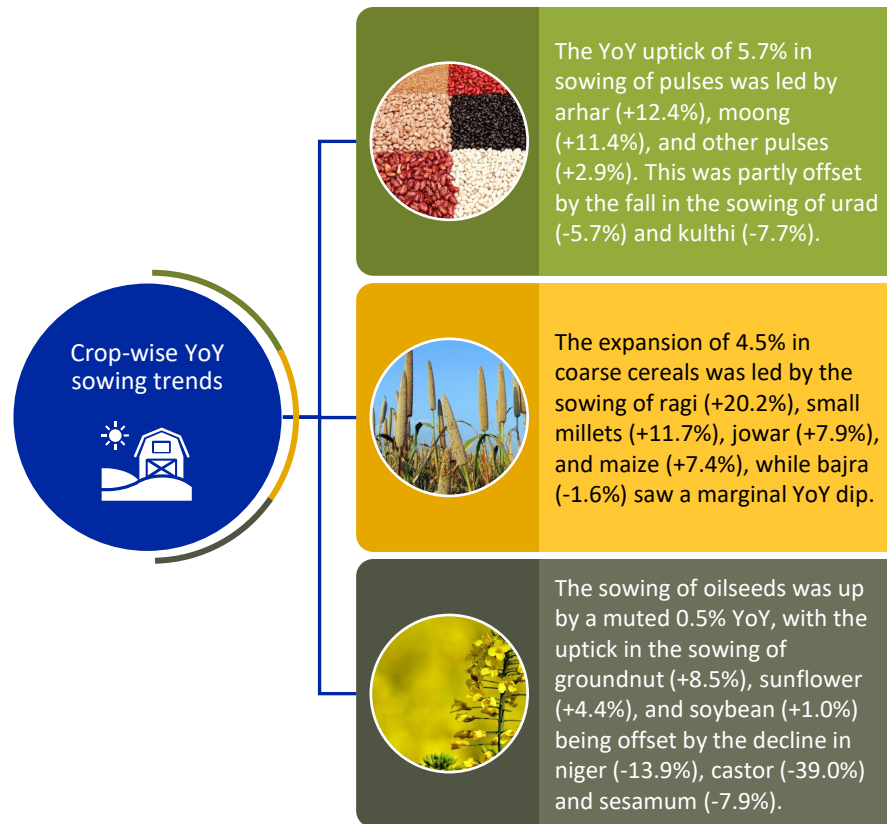 Crop-wise YoY
sowing trends
The YoY uptick of 5.7% in
sowing of pulses was led by
arhar (+12.4%), moong
(+11.4%), and other pulses
(+2.9%). This was partly offset
by the fall in the sowing of urad
(-5.7%) and kulthi (-7.7%).
The expansion of 4.5% in
coarse cereals was led by the
sowing of ragi (+20.2%), small
millets (+11.7%), jowar (+7.9%),
and maize (+7.4%), while bajra
(-1.6%) saw a marginal YoY dip.
The sowing of oilseeds was up
by a muted 0.5% YoY, with the
uptick in the sowing of
groundnut (+8.5%), sunflower
(+4.4%), and soybean (+1.0%)
being offset by the decline in
niger (-13.9%), castor (-39.0%)
and sesamum (-7.9%).